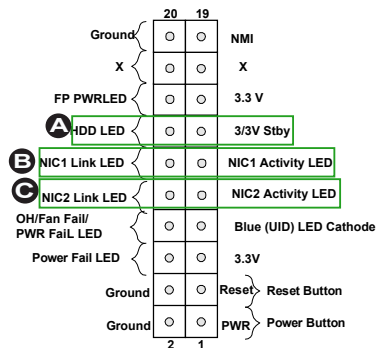 20 19
Ground NMI
X X
FP PWRLED 3.3 V
A HDD LED 3/3V Stby
B NIC1 Link LED NIC1 Activity LED
C NIC2 Link LED NIC2 Activity LED
OH/Fan Fail/
PWR FaiL LED Blue (UID) LED Cathode
Power Fail LED 3.3V
Ground Reset Reset Button
Ground PWR Power Button
2 1